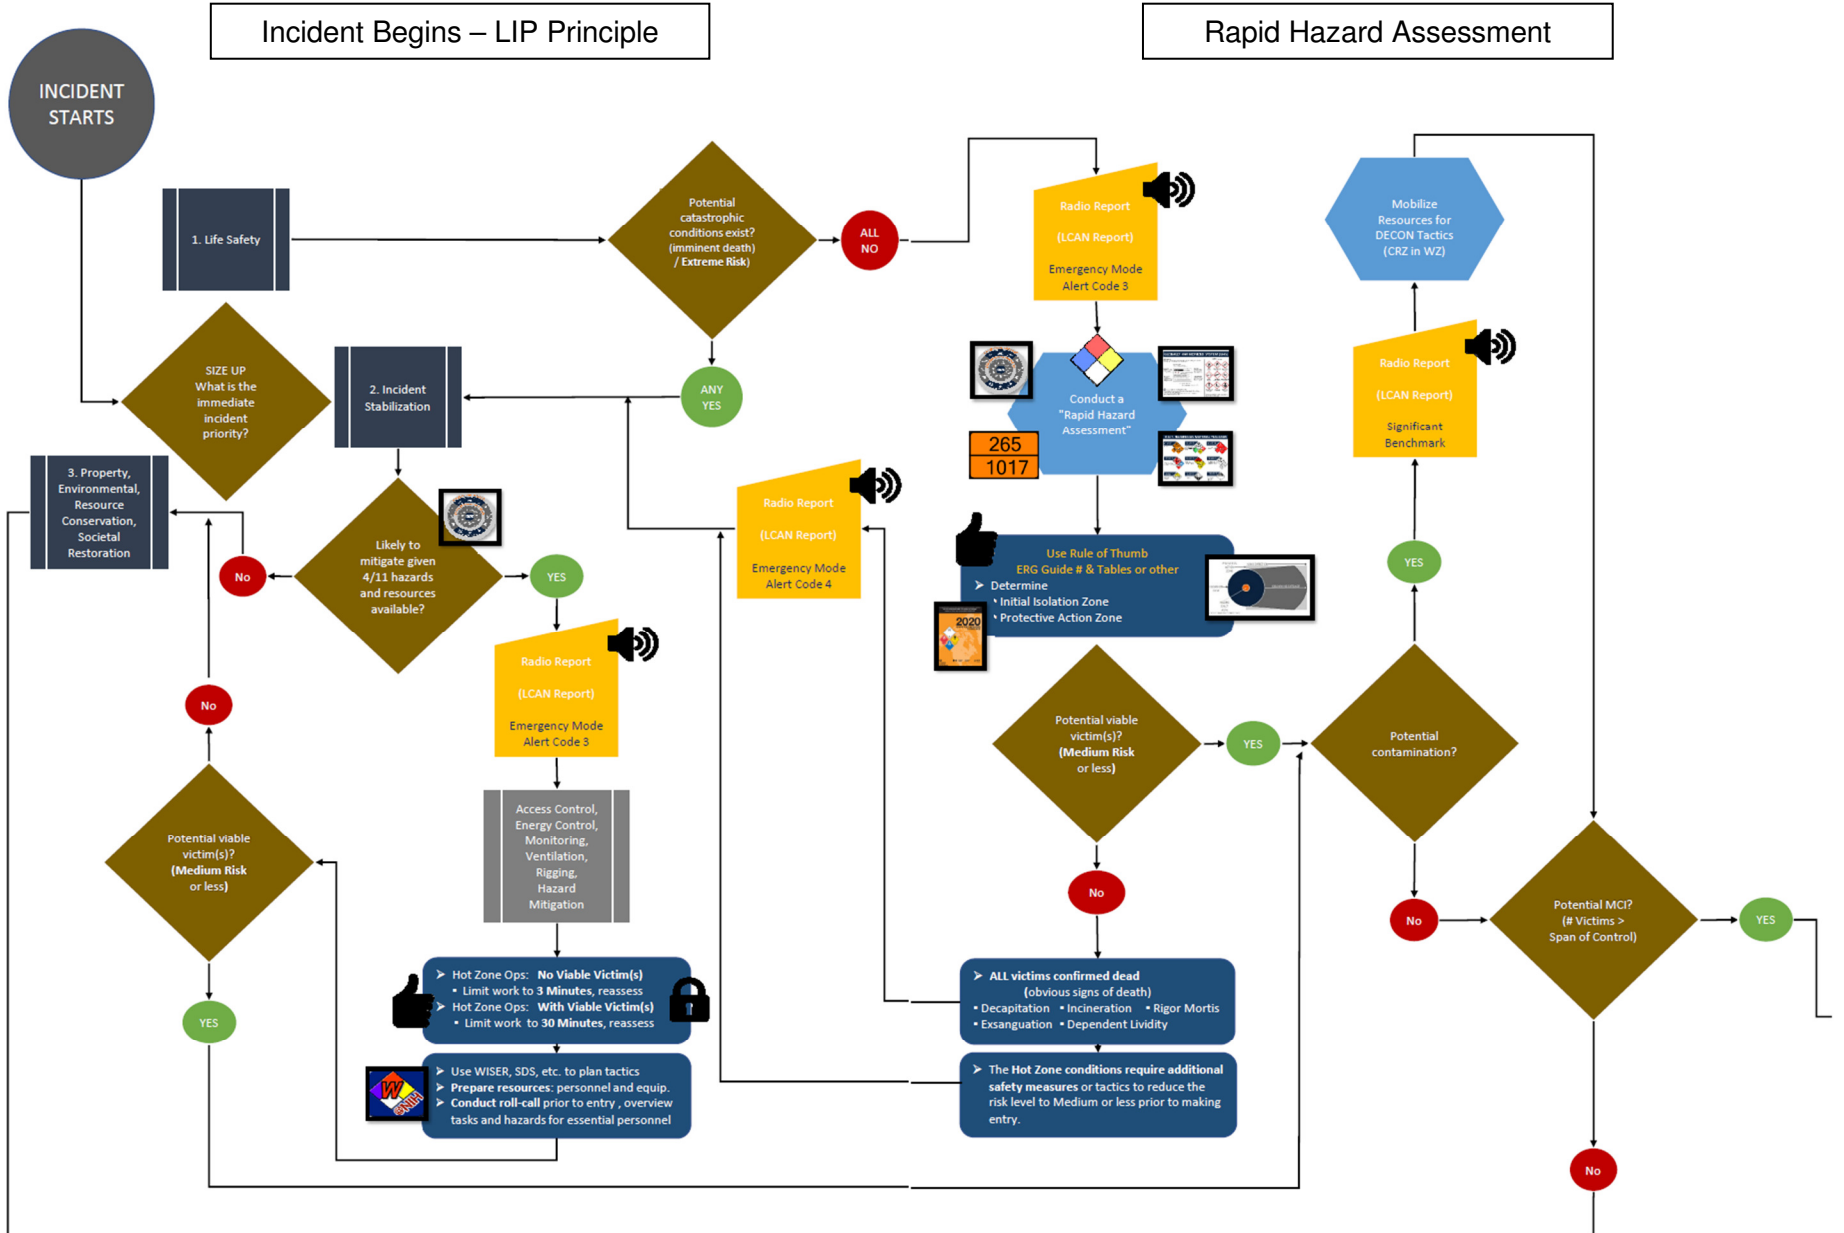 Incident Begins – LIP Principle
Rapid Hazard Assessment
INCIDENT
STARTS
1. Life Safety
SIZE UP
What is the
immediate
incident
priority?
2. Incident
Stabilization
3. Property,
Environmental,
Resource
Conservation,
Societal
Restoration
Potential
catastrophic
conditions exist?
(imminent death)
/ Extreme Risk)
ALL
NO
ANY
YES
Likely to
mitigate given
4/11 hazards
and resources
available?
No
YES
Radio Report
(LCAN Report)
Emergency Mode
Alert Code 3
Access Control,
Energy Control,
Monitoring,
Ventilation,
Rigging,
Hazard
Mitigation
➢ Hot Zone Ops: No Viable Victim(s)
▪ Limit work to 3 Minutes, reassess
➢ Hot Zone Ops: With Viable Victim(s)
▪ Limit work to 30 Minutes, reassess
➢ Use WISER, SDS, etc. to plan tactics
➢ Prepare resources: personnel and equip.
➢ Conduct roll-call prior to entry , overview
tasks and hazards for essential personnel
W
NIH
No
Potential viable
victim(s)?
(Medium Risk
or less)
YES
Radio Report
(LCAN Report)
Emergency Mode
Alert Code 4
Radio Report
(LCAN Report)
Emergency Mode
Alert Code 3
Conduct a
"Rapid Hazard
Assessment"
265
1017
Use Rule of Thumb
ERG Guide # & Tables or other
➢ Determine
Initial Isolation Zone
Protective Action Zone
2020
Potential viable
victim(s)?
(Medium Risk
or less)
YES
No
➢ ALL victims confirmed dead
(obvious signs of death)
▪ Decapitation ▪ Incineration ▪ Rigor Mortis
▪ Exsanguation ▪ Dependent Lividity
➢ The Hot Zone conditions require additional
safety measures or tactics to reduce the
risk level to Medium or less prior to making
entry.
Mobilize
Resources for
DECON Tactics
(CRZ in WZ)
Radio Report
(LCAN Report)
Significant
Benchmark
YES
Potential
contamination?
No
Potential MCI?
(# Victims >
Span of Control)
YES
No